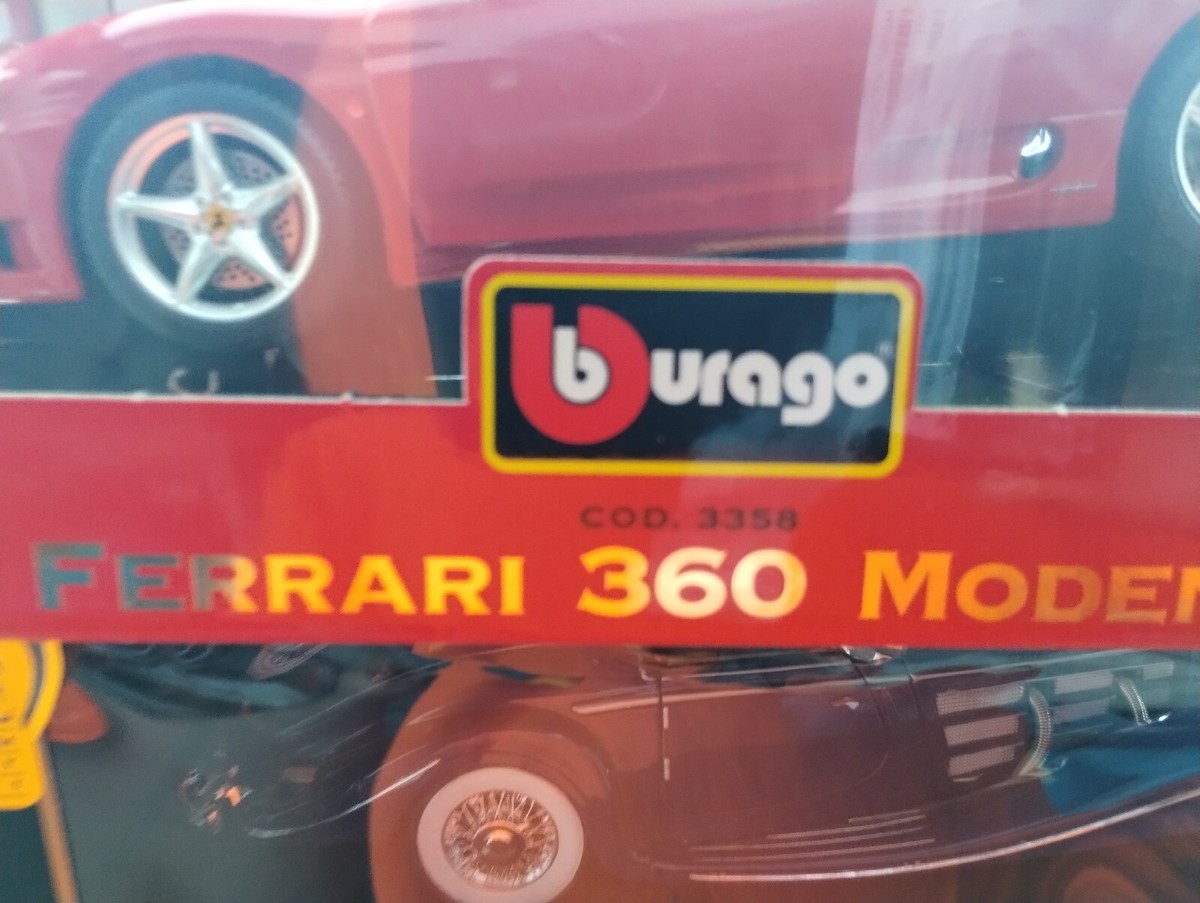 burago
COD. 3358
FERRARI 360 MODEN